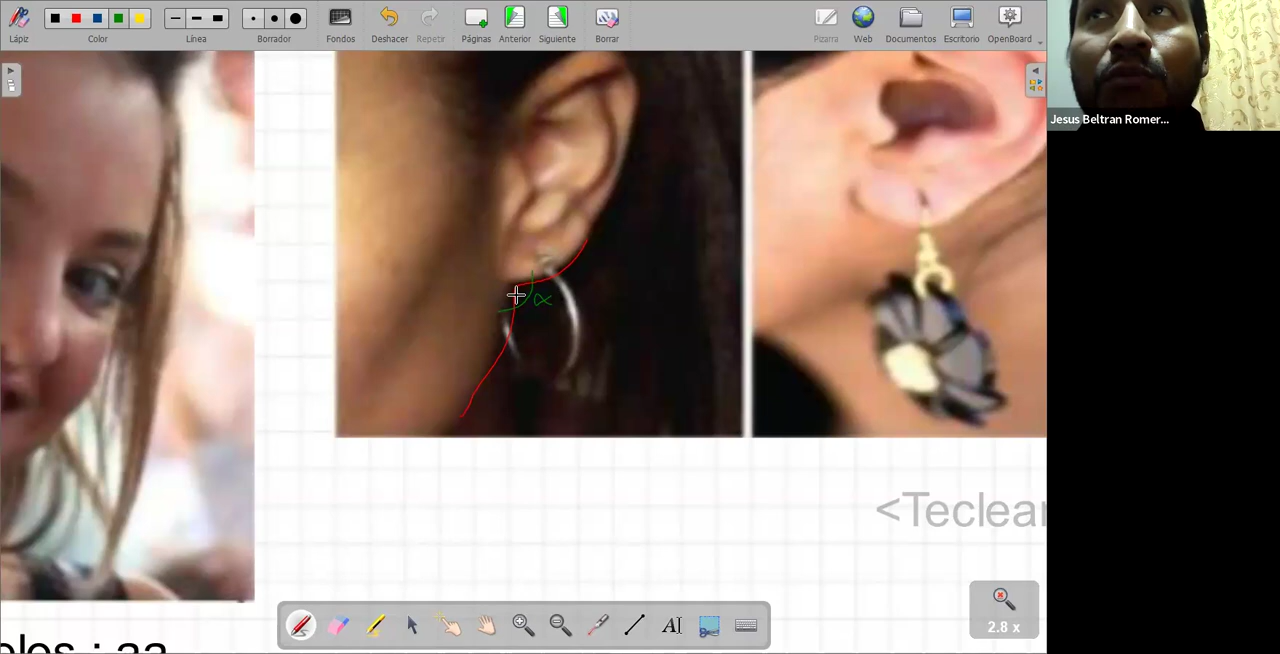 Lápiz
Color
Línea
Borrador
Fondos
Deshacer
Repetir
Páginas
Anterior
Siguiente
Borrar
Pizarra
Web
Documentos
Escritorio
OpenBoard
Jesus Beltran Romer...
α
<Teclear
2.8 x
: aa